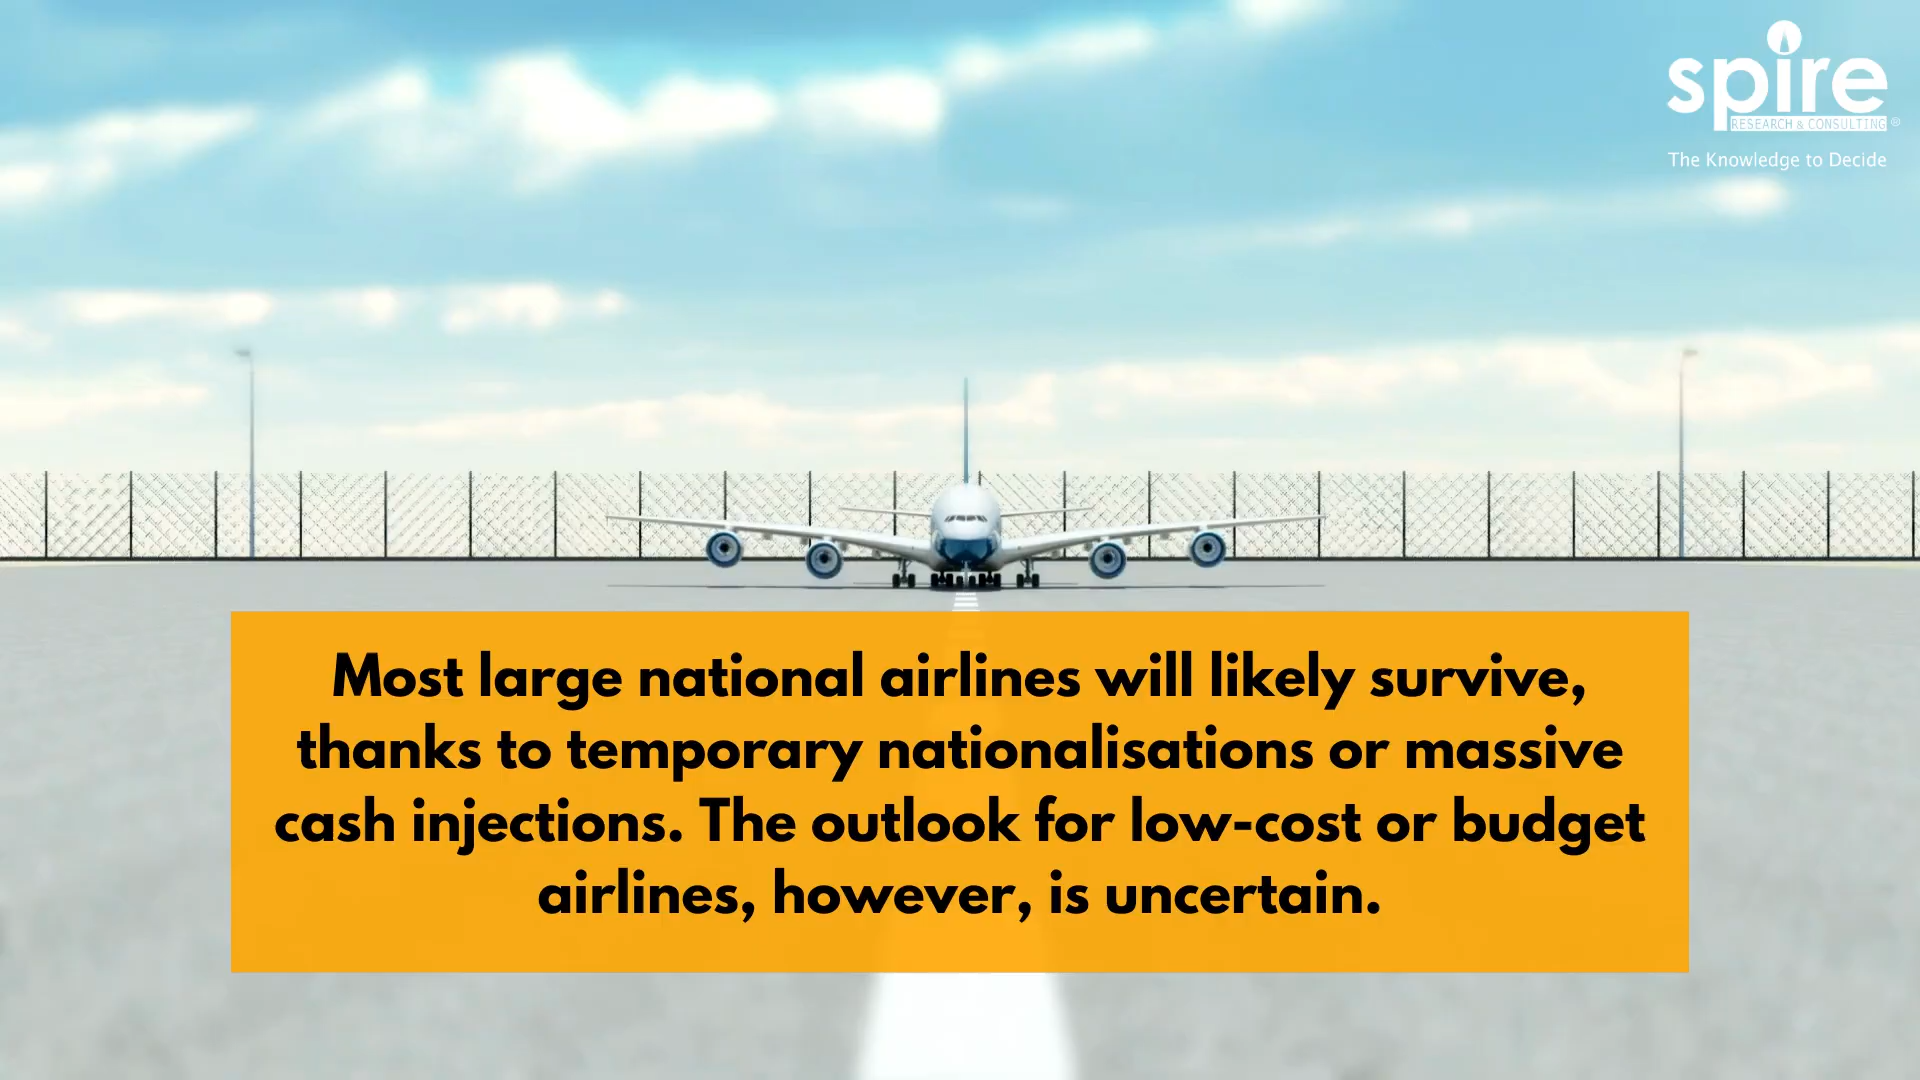 spire
RESEARCH & CONSULTING ®
The Knowledge to Decide
Most large national airlines will likely survive,
thanks to temporary nationalisations or massive
cash injections. The outlook for low-cost or budget
airlines, however, is uncertain.